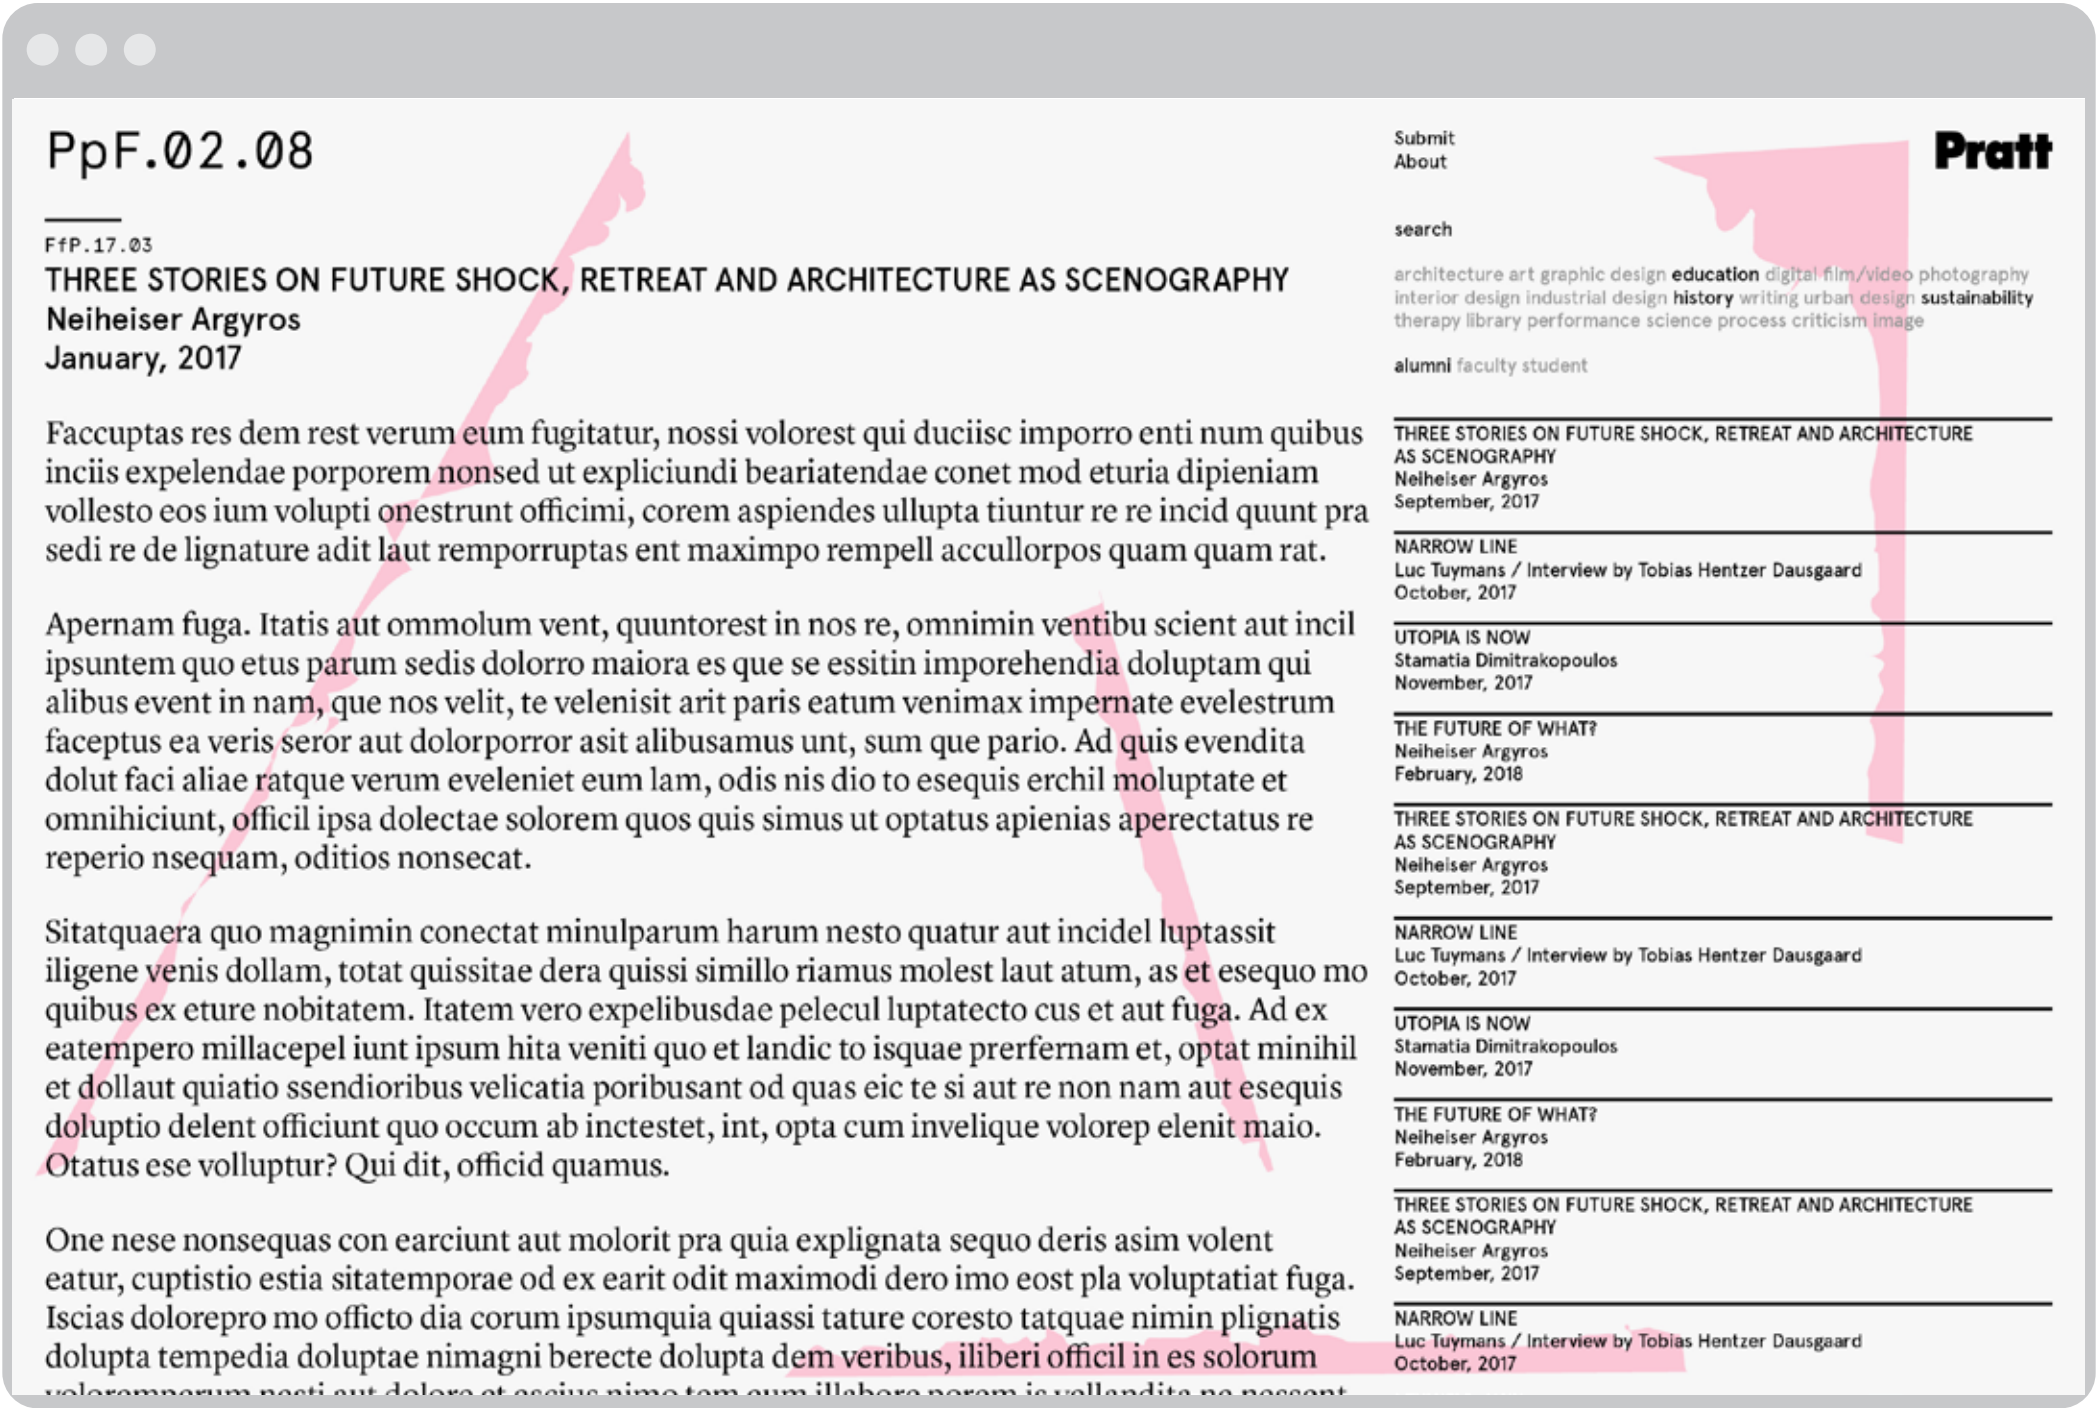 PpF.02.08
FfP.17.03
THREE STORIES ON FUTURE SHOCK, RETREAT AND ARCHITECTURE AS SCENOGRAPHY
Neiheiser Argyros
January, 2017
Faccuptas res dem rest verum eum fugitatur, nossi volorest qui duciisc imporro enti num quibus
inciis expelendae porporem nonsed ut expliciundi beariatendae conet mod eturia dipieniam
vollesto eos ium volupti onestrunt officimi, corem aspiendes ullupta tiuntur re re incid quunt pra
sedi re de lignature adit laut remporruptas ent maximpo rempell accullorpos quam quam rat.
Apernam fuga. Itatis aut ommolum vent, quuntorest in nos re, omnimin ventibu scient aut incil
ipsuntem quo etus parum sedis dolorro maiora es que se essitin imporehendia doluptam qui
alibus event in nam, que nos velit, te velenisit arit paris eatum venimax impernate evelestrum
faceptus ea veris seror aut dolorporror asit alibusamus unt, sum que pario. Ad quis evendita
dolut faci aliae ratque verum eveleniet eum lam, odis nis dio to esequis erchil moluptate et
omnihiciunt, officil ipsa dolectae solorem quos quis simus ut optatus apienias aperectatus re
reperio nsequam, oditios nonsecat.
Sitatquaera quo magnimin conectat minulparum harum nesto quatur aut incidel luptassit
iligene venis dollam, totat quissitae dera quissi simillo riamus molest laut atum, as et esequo mo
quibus ex eture nobitatem. Itatem vero expelibusdae pelecul luptatecto cus et aut fuga. Ad ex
eatempero millacepel iunt ipsum hita veniti quo et landic to isquae prerfernam et, optat minihil
et dollaut quiatio ssendioribus velicatia poribusant od quas eic te si aut re non nam aut esequis
doluptio delent officiunt quo occum ab inctestet, int, opta cum invelique volorep elenit maio.
Otatus ese volluptur? Qui dit, officid quamus.
One nese nonsequas con earciunt aut molorit pra quia explignata sequo deris asim volent
eatur, cuptistio estia sitatemporae od ex earit odit maximodi dero imo eost pla voluptatiat fuga.
Iscias dolorepro mo officto dia corum ipsumquia quiassi tature coresto tatquae nimin plignatis
dolupta tempedia doluptae nimagni berecte dolupta dem veribus, iliberi officil in es solorum
Submit
About
Pratt
search
architecture art graphic design education digital film/video photography
interior design industrial design history writing urban design sustainability
therapy library performance science process criticism image
alumni faculty student
THREE STORIES ON FUTURE SHOCK, RETREAT AND ARCHITECTURE
AS SCENOGRAPHY
Neiheiser Argyros
September, 2017
NARROW LINE
Luc Tuymans / Interview by Tobias Hentzer Dausgaard
October, 2017
UTOPIA IS NOW
Stamatia Dimitrakopoulos
November, 2017
THE FUTURE OF WHAT?
Neiheiser Argyros
February, 2018
THREE STORIES ON FUTURE SHOCK, RETREAT AND ARCHITECTURE
AS SCENOGRAPHY
Neiheiser Argyros
September, 2017
NARROW LINE
Luc Tuymans / Interview by Tobias Hentzer Dausgaard
October, 2017
UTOPIA IS NOW
Stamatia Dimitrakopoulos
November, 2017
THE FUTURE OF WHAT?
Neiheiser Argyros
February, 2018
THREE STORIES ON FUTURE SHOCK, RETREAT AND ARCHITECTURE
AS SCENOGRAPHY
Neiheiser Argyros
September, 2017
NARROW LINE
Luc Tuymans / Interview by Tobias Hentzer Dausgaard
October, 2017